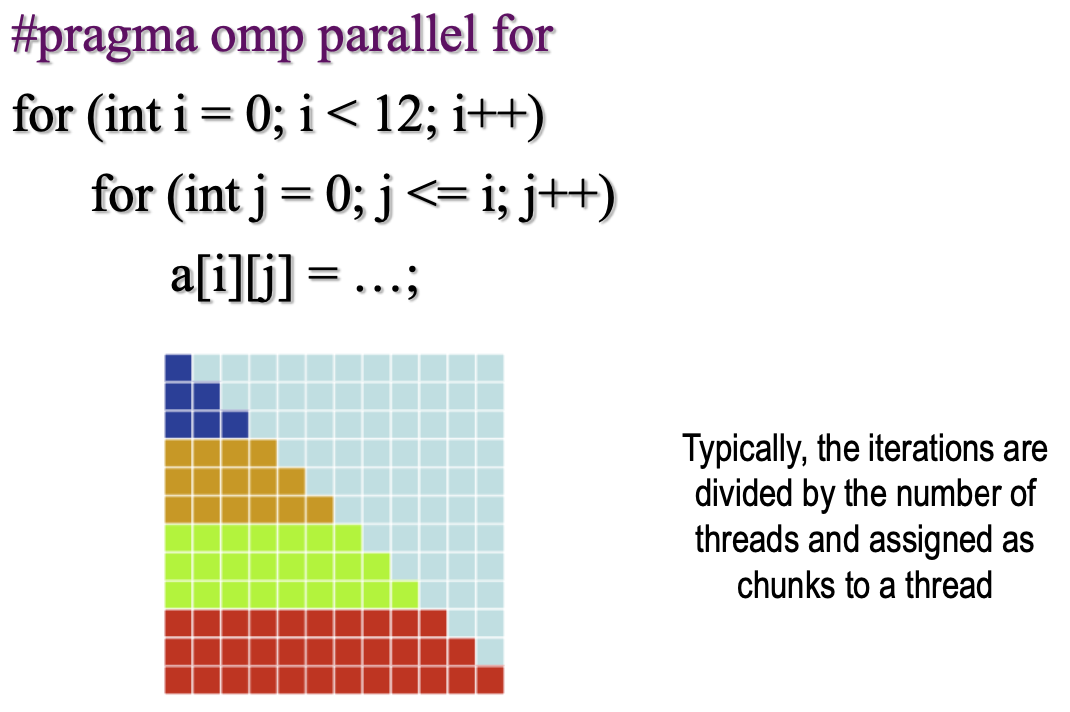 #pragma omp parallel for
for (int i = 0; i < 12; i++)
for (int j = 0; j <= i; j++)
a[i][j] = …;
Typically, the iterations are
divided by the number of
threads and assigned as
chunks to a thread